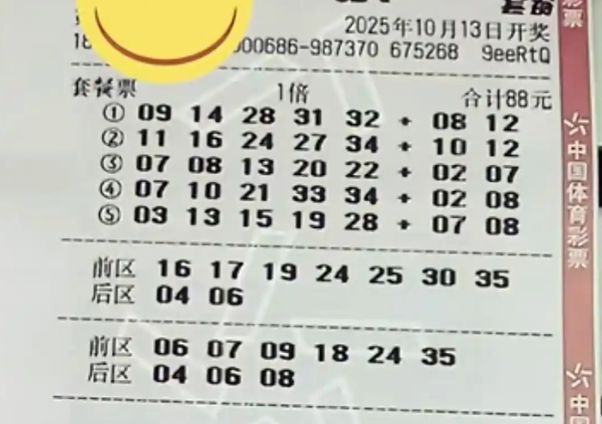 套餐
2025年10月13日开奖
000686-987370 675268 9eeRtQ
套餐票 1倍 合计88元
① 09 14 28 31 32 + 08 12
② 11 16 24 27 34 + 10 12
③ 07 08 13 20 22 + 02 07
④ 07 10 21 33 34 + 02 08
⑤ 03 13 15 19 28 + 07 08
前区 16 17 19 24 25 30 35
后区 04 06
前区 06 07 09 18 24 35
后区 04 06 08
彩票
中国体育彩票
中